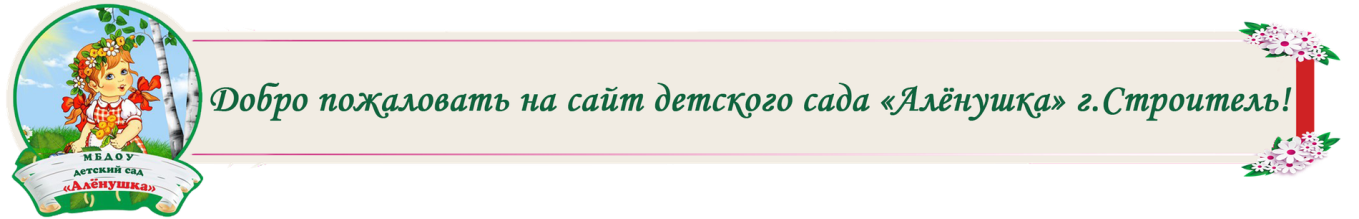 Добро пожаловать на сайт детского сада «Алёнушка» г.Строитель!
МБДОУ
детский сад
«Алёнушка»